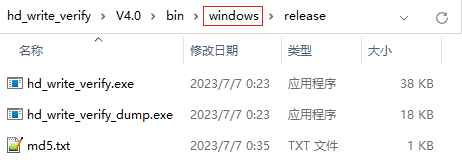 hd_write_verify > V4.0 > bin > windows > release
名称 修改日期 类型 大小
hd_write_verify.exe 2023/7/7 0:23 应用程序 38 KB
hd_write_verify_dump.exe 2023/7/7 0:23 应用程序 18 KB
md5.txt 2023/7/7 0:35 TXT 文件 1 KB